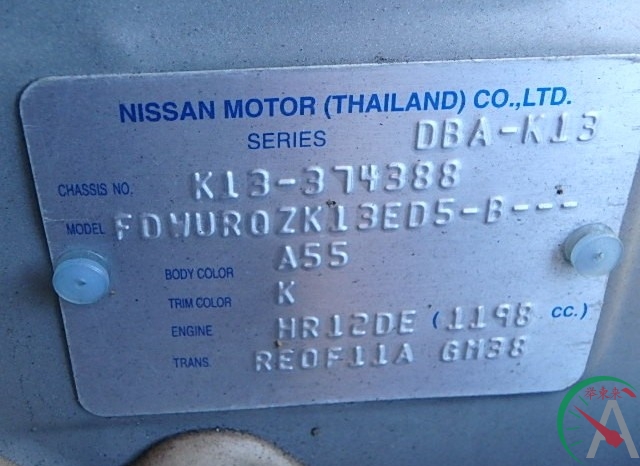 NISSAN MOTOR (THAILAND) CO.,LTD.
SERIES DBA-K13
CHASSIS NO. K13-374388
MODEL FDWURQZK13ED5-B---
BODY COLOR A55
TRIM COLOR K
ENGINE HR12DE (1198 CC.)
TRANS. RE0F11A GH38
A